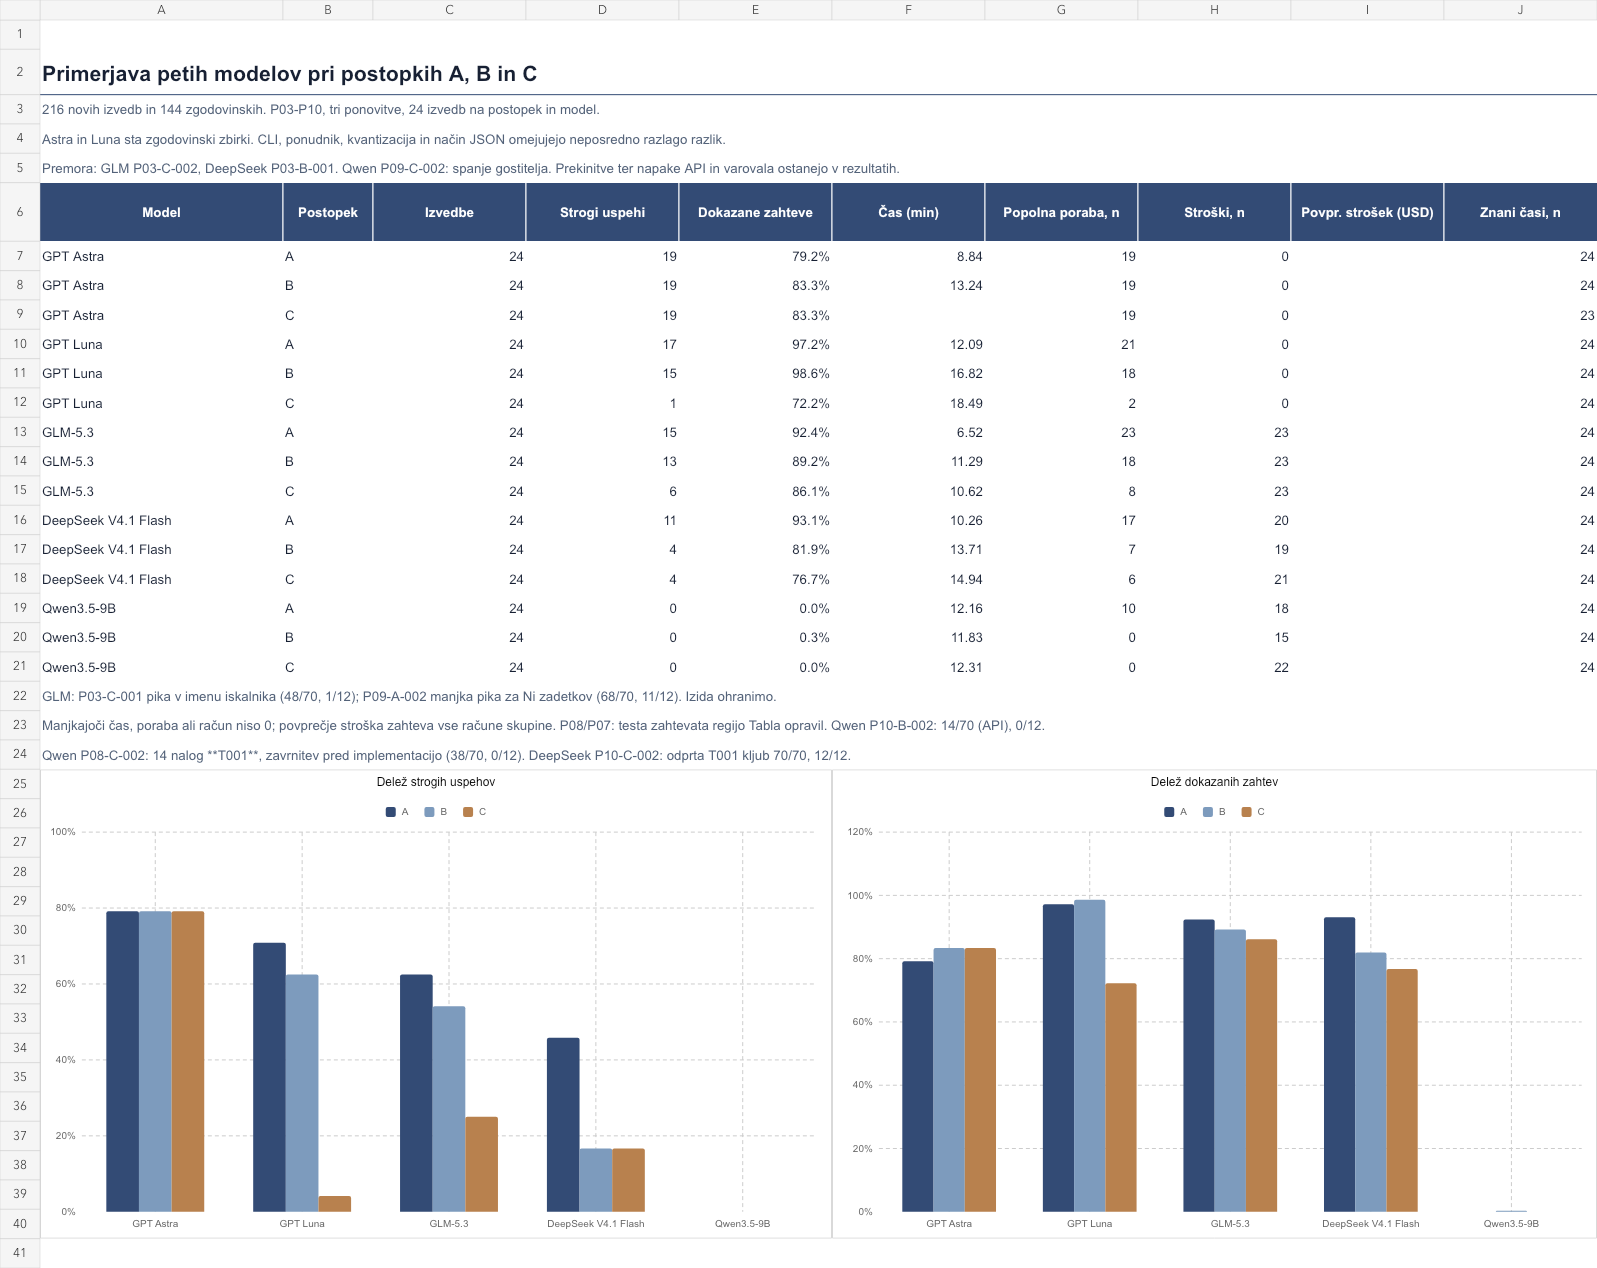 A B C D E F G H I J
1
2 Primerjava petih modelov pri postopkih A, B in C
3 216 novih izvedb in 144 zgodovinskih. P03-P10, tri ponovitve, 24 izvedb na postopek in model.
4 Astra in Luna sta zgodovinski zbirki. CLI, ponudnik, kvantizacija in način JSON omejujejo neposredno razlago razlik.
5 Premora: GLM P03-C-002, DeepSeek P03-B-001. Qwen P09-C-002: spanje gostitelja. Prekinitve ter napake API in varovala ostanejo v rezultatih.
6 Model Postopek Izvedbe Strogi uspehi Dokazane zahteve Čas (min) Popolna poraba, n Stroški, n Povpr. strošek (USD) Znani časi, n
7 GPT Astra A 24 19 79.2% 8.84 19 0 24
8 GPT Astra B 24 19 83.3% 13.24 19 0 24
9 GPT Astra C 24 19 83.3% 19 0 23
10 GPT Luna A 24 17 97.2% 12.09 21 0 24
11 GPT Luna B 24 15 98.6% 16.82 18 0 24
12 GPT Luna C 24 1 72.2% 18.49 2 0 24
13 GLM-5.3 A 24 15 92.4% 6.52 23 23 24
14 GLM-5.3 B 24 13 89.2% 11.29 18 23 24
15 GLM-5.3 C 24 6 86.1% 10.62 8 23 24
16 DeepSeek V4.1 Flash A 24 11 93.1% 10.26 17 20 24
17 DeepSeek V4.1 Flash B 24 4 81.9% 13.71 7 19 24
18 DeepSeek V4.1 Flash C 24 4 76.7% 14.94 6 21 24
19 Qwen3.5-9B A 24 0 0.0% 12.16 10 18 24
20 Qwen3.5-9B B 24 0 0.3% 11.83 0 15 24
21 Qwen3.5-9B C 24 0 0.0% 12.31 0 22 24
22 GLM: P03-C-001 pika v imenu iskalnika (48/70, 1/12); P09-A-002 manjka pika za Ni zadetkov (68/70, 11/12). Izida ohranimo.
23 Manjkajoči čas, poraba ali račun niso 0; povprečje stroška zahteva vse račune skupine. P08/P07: testa zahtevata regijo Tabla opravil. Qwen P10-B-002: 14/70 (API), 0/12.
24 Qwen P08-C-002: 14 nalog **T001**, zavrnitev pred implementacijo (38/70, 0/12). DeepSeek P10-C-002: odprta T001 kljub 70/70, 12/12.
25
26
27
28
29
30
31
32
33
34
35
36
37
38
39
40
41
Delež strogih uspehov
A B C
100%
80%
60%
40%
20%
0%
GPT Astra GPT Luna GLM-5.3 DeepSeek V4.1 Flash Qwen3.5-9B
Delež dokazanih zahtev
A B C
120%
100%
80%
60%
40%
20%
0%
GPT Astra GPT Luna GLM-5.3 DeepSeek V4.1 Flash Qwen3.5-9B